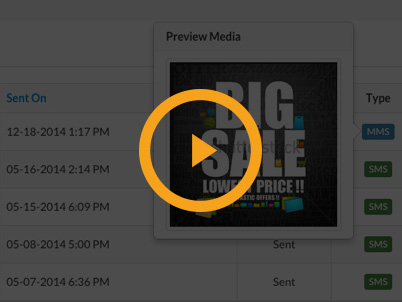 Preview Media
Sent On
Type
BIG
SALE
LOWEST PRICE !!
FANTASTIC OFFERS !!
12-18-2014 1:17 PM
MMS
05-16-2014 2:14 PM
SMS
05-15-2014 6:09 PM
SMS
05-08-2014 5:00 PM
Sent
SMS
05-07-2014 6:36 PM
Sent
SMS